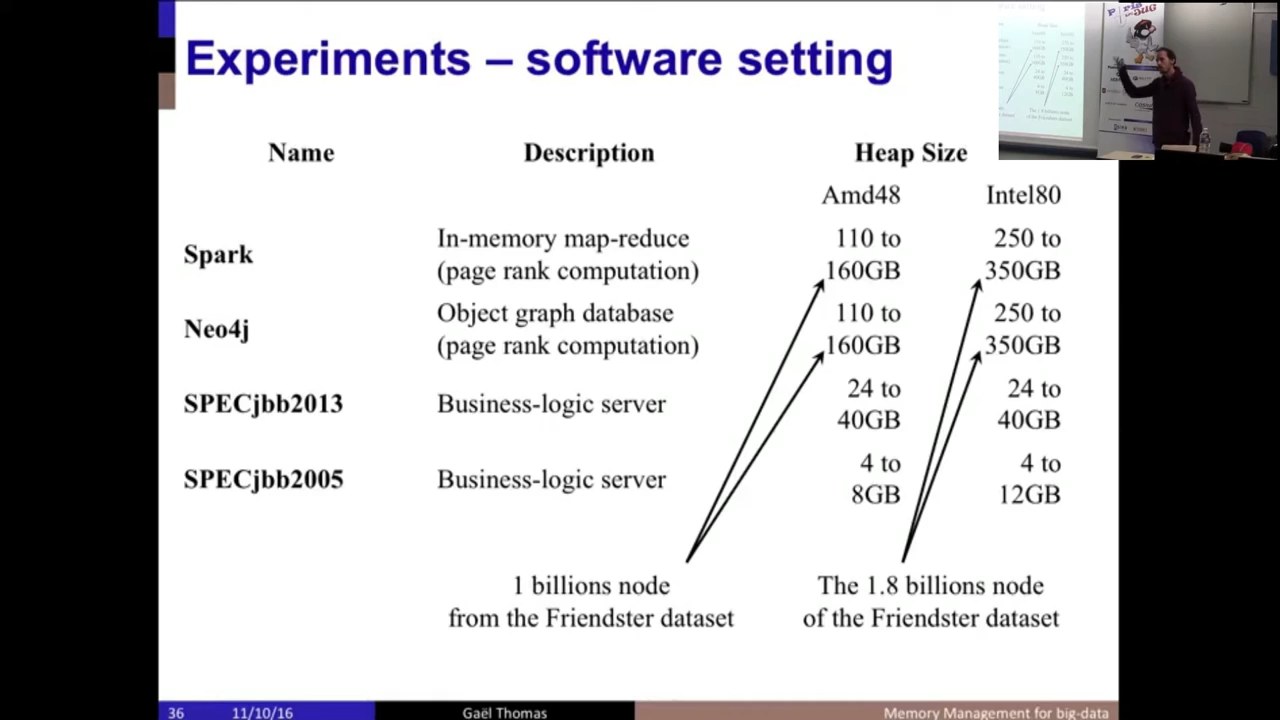 Experiments – software setting
Name Description Heap Size
Amd48 Intel80
Spark
In-memory map-reduce
(page rank computation)
110 to
160GB
250 to
350GB
Neo4j
Object graph database
(page rank computation)
110 to
160GB
250 to
350GB
SPECjbb2013
Business-logic server
24 to
40GB
24 to
40GB
SPECjbb2005
Business-logic server
4 to
8GB
4 to
12GB
1 billions node
from the Friendster dataset
The 1.8 billions node
of the Friendster dataset
36 11/10/16 Gaël Thomas Memory Management for big-data